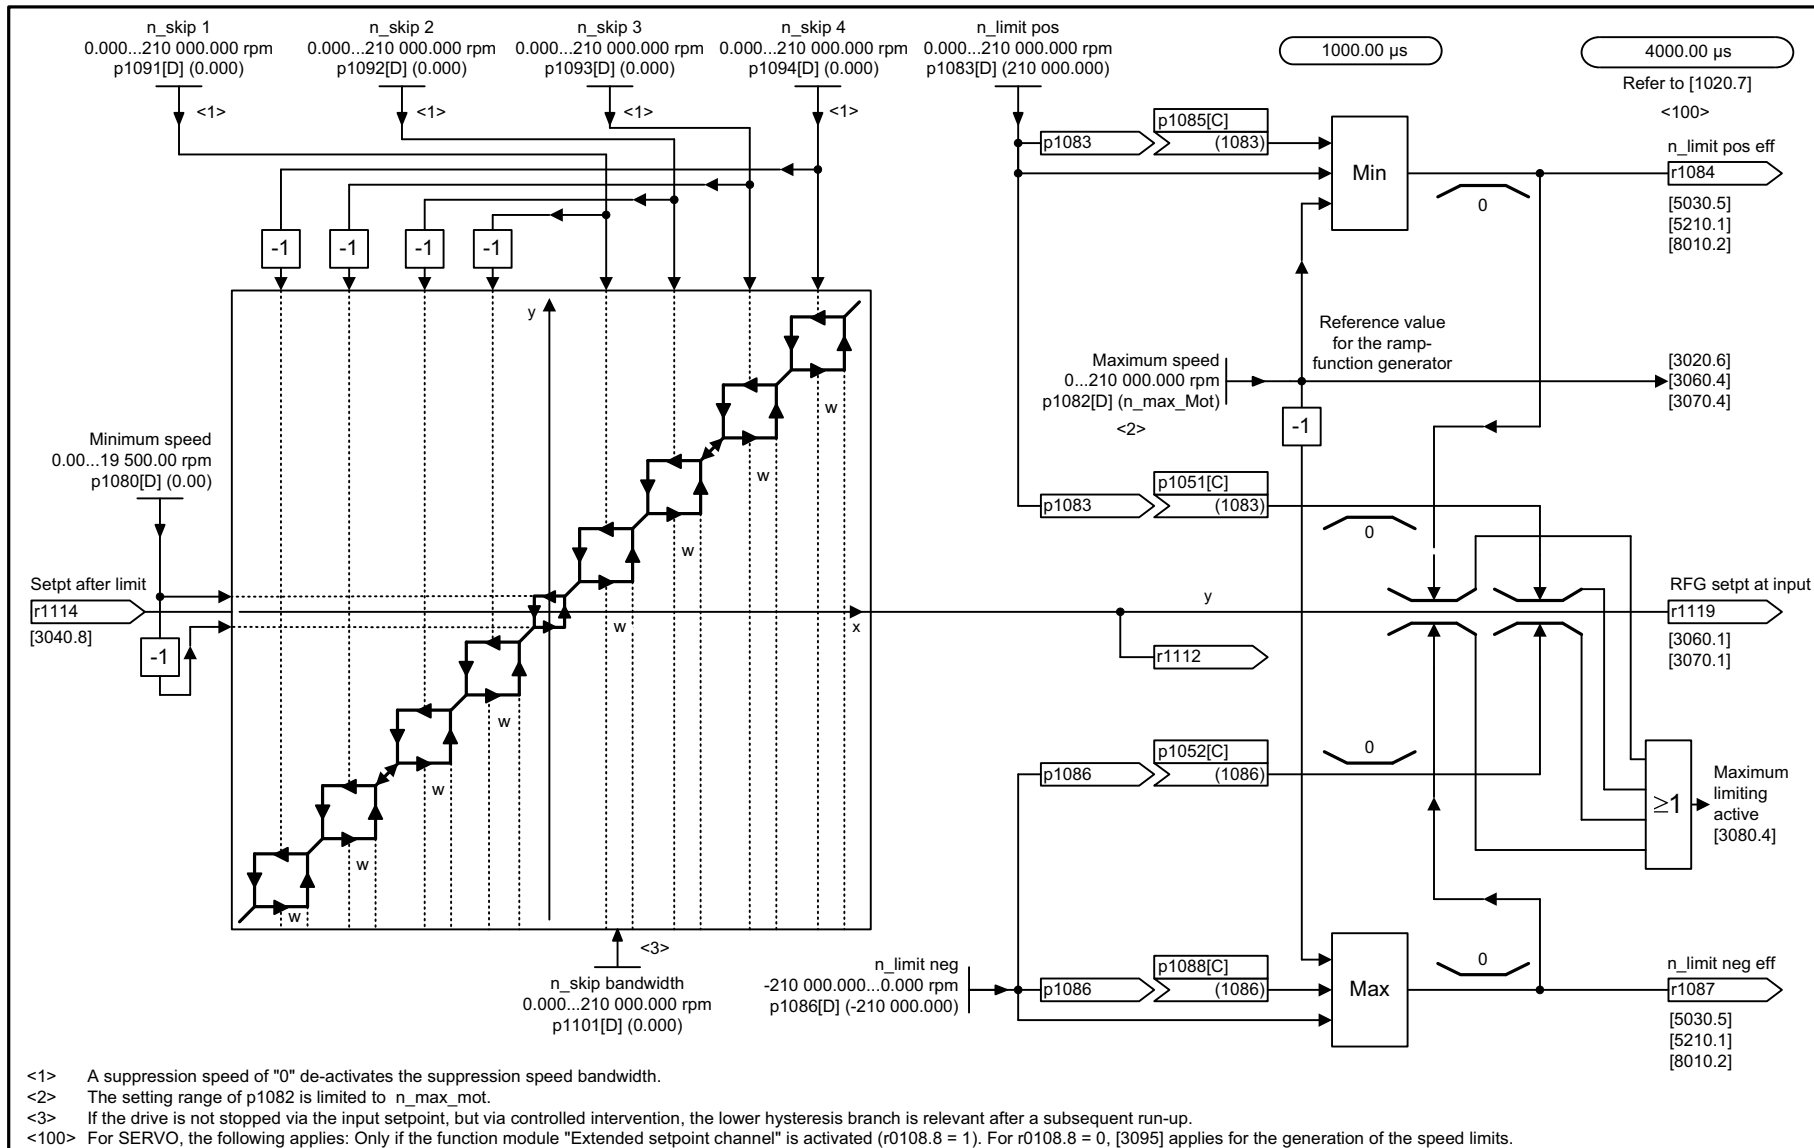 n_skip 1
0.000...210 000.000 rpm
p1091[D] (0.000)
<1>
n_skip 2
0.000...210 000.000 rpm
p1092[D] (0.000)
<1>
n_skip 3
0.000...210 000.000 rpm
p1093[D] (0.000)
<1>
n_skip 4
0.000...210 000.000 rpm
p1094[D] (0.000)
<1>
n_limit pos
0.000...210 000.000 rpm
p1083[D] (210 000.000)
1000.00 µs
4000.00 µs
Refer to [1020.7]
<100>
p1083
p1085[C]
(1083)
Min
0
n_limit pos eff
r1084
[5030.5]
[5210.1]
[8010.2]
-1
-1
-1
-1
y
w
w
w
w
w
w
w
w
x
Reference value
for the ramp-
function generator
Maximum speed
0...210 000.000 rpm
p1082[D] (n_max_Mot)
<2>
-1
[3020.6]
[3060.4]
[3070.4]
Minimum speed
0.00...19 500.00 rpm
p1080[D] (0.00)
p1083
p1051[C]
(1083)
0
Setpt after limit
r1114
[3040.8]
-1
y
r1112
RFG setpt at input
r1119
[3060.1]
[3070.1]
p1086
p1052[C]
(1086)
0
≥1
Maximum
limiting
active
[3080.4]
<3>
n_skip bandwidth
0.000...210 000.000 rpm
p1101[D] (0.000)
n_limit neg
-210 000.000...0.000 rpm
p1086[D] (-210 000.000)
p1086
p1088[C]
(1086)
Max
0
n_limit neg eff
r1087
[5030.5]
[5210.1]
[8010.2]
<1> A suppression speed of "0" de-activates the suppression speed bandwidth.
<2> The setting range of p1082 is limited to n_max_mot.
<3> If the drive is not stopped via the input setpoint, but via controlled intervention, the lower hysteresis branch is relevant after a subsequent run-up.
<100> For SERVO, the following applies: Only if the function module "Extended setpoint channel" is activated (r0108.8 = 1). For r0108.8 = 0, [3095] applies for the generation of the speed limits.